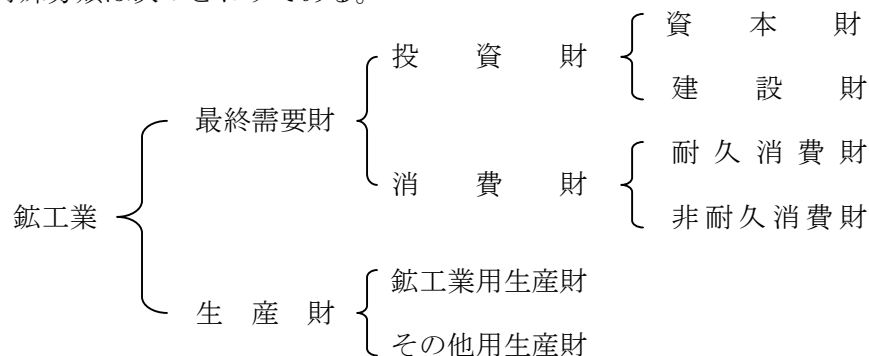 資本財
投資財
建設財
最終需要財
耐久消費財
消費財
非耐久消費財
鉱工業
鉱工業用生産財
生産財
その他用生産財